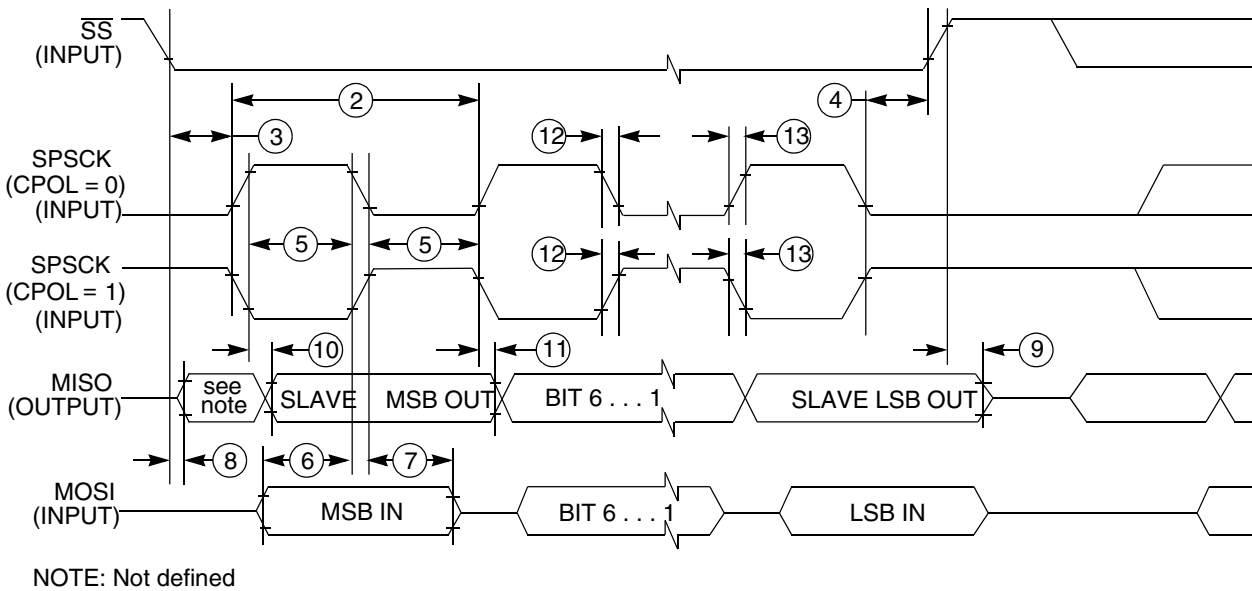 SS
(INPUT)
2
4
3
12
13
SPSCK
(CPOL = 0)
(INPUT)
5
5
SPSCK
(CPOL = 1)
(INPUT)
12
13
10
11
9
MISO
(OUTPUT)
see
note
SLAVE
MSB OUT
BIT 6 . . . 1
SLAVE LSB OUT
8
6
7
MOSI
(INPUT)
MSB IN
BIT 6 . . . 1
LSB IN
NOTE: Not defined